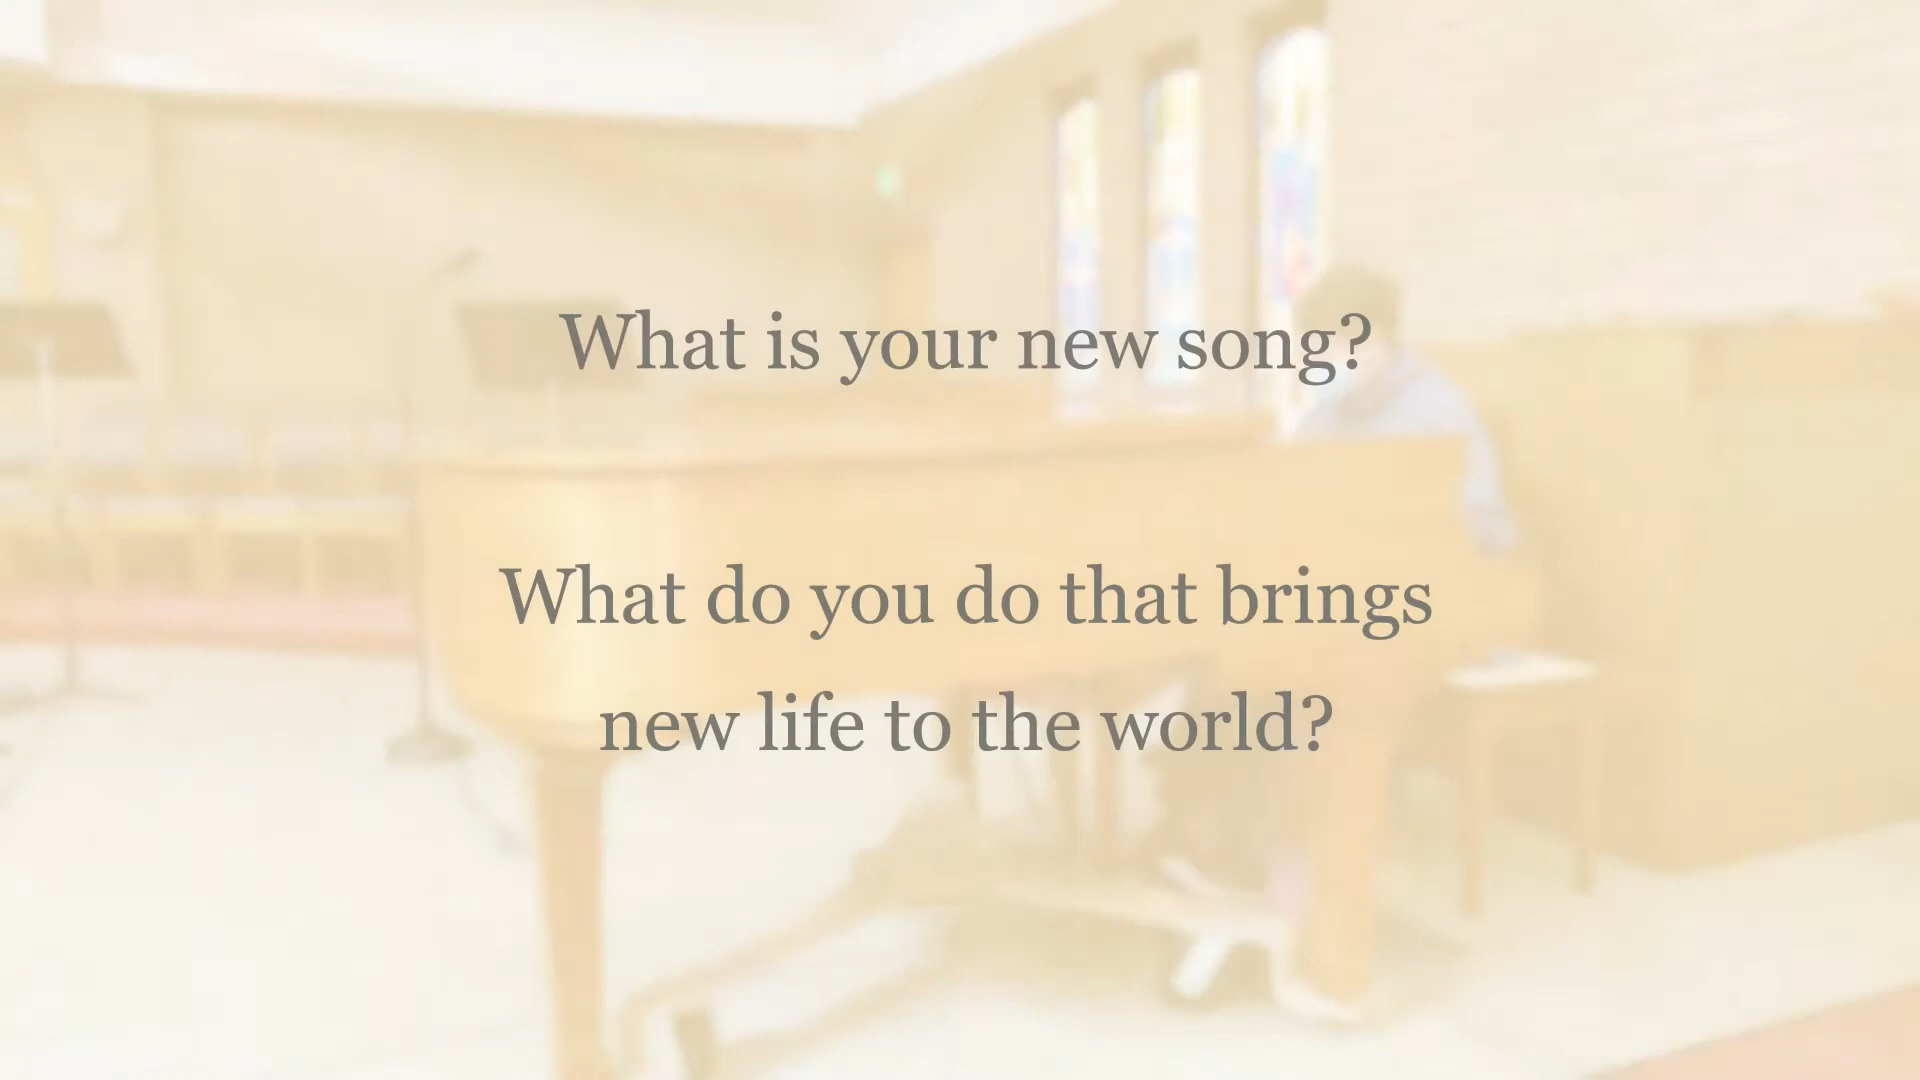 What is your new song?
What do you do that brings
new life to the world?